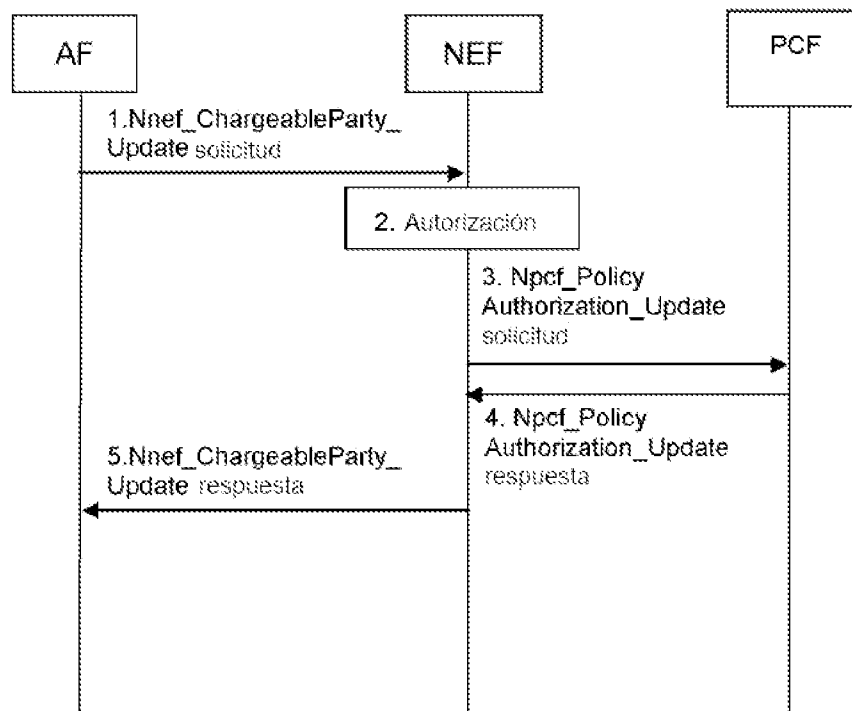 AF
NEF
PCF
1.Nnef_ChargeableParty_
Update solicitud
2. Autorización
3. Npcf_Policy
Authorization_Update
solicitud
4. Npcf_Policy
Authorization_Update
respuesta
5.Nnef_ChargeableParty_
Update respuesta